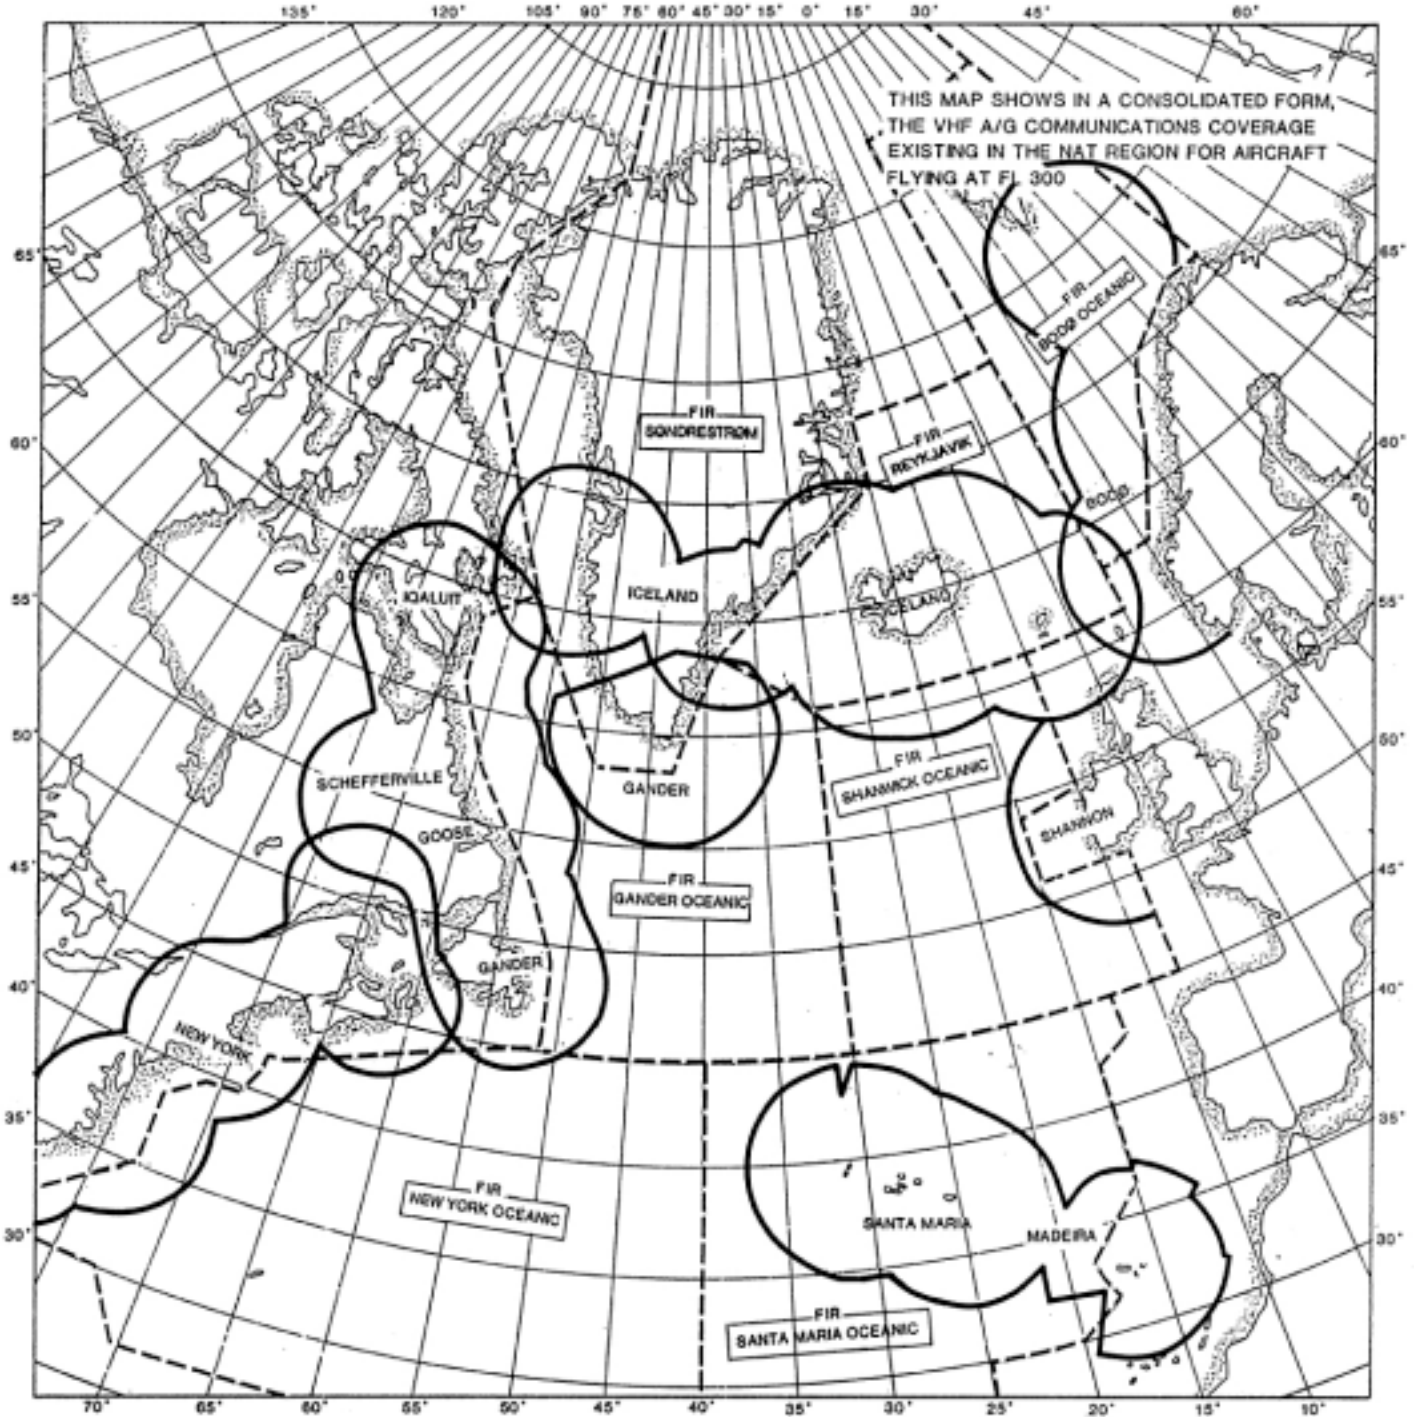 135° 120° 105° 90° 75° 60° 45° 30° 15° 0° 15° 30° 45° 60°
THIS MAP SHOWS IN A CONSOLIDATED FORM,
THE VHF A/G COMMUNICATIONS COVERAGE
EXISTING IN THE NAT REGION FOR AIRCRAFT
FLYING AT FL 300
65°
65°
FIR
BODØ OCEANIC
FIR
SØNDRESTRØM
FIR
REYKJAVIK
60°
60°
BODØ
IQALUIT
ICELAND
ICELAND
55°
55°
50°
50°
SCHEFFERVILLE
GANDER
FIR
SHANWICK OCEANIC
GOOSE
SHANNON
45°
45°
FIR
GANDER OCEANIC
GANDER
40°
40°
NEW YORK
35°
35°
FIR
NEW YORK OCEANIC
SANTA MARIA
MADEIRA
30°
30°
FIR
SANTA MARIA OCEANIC
70° 65° 60° 55° 50° 45° 40° 35° 30° 25° 20° 15° 10°